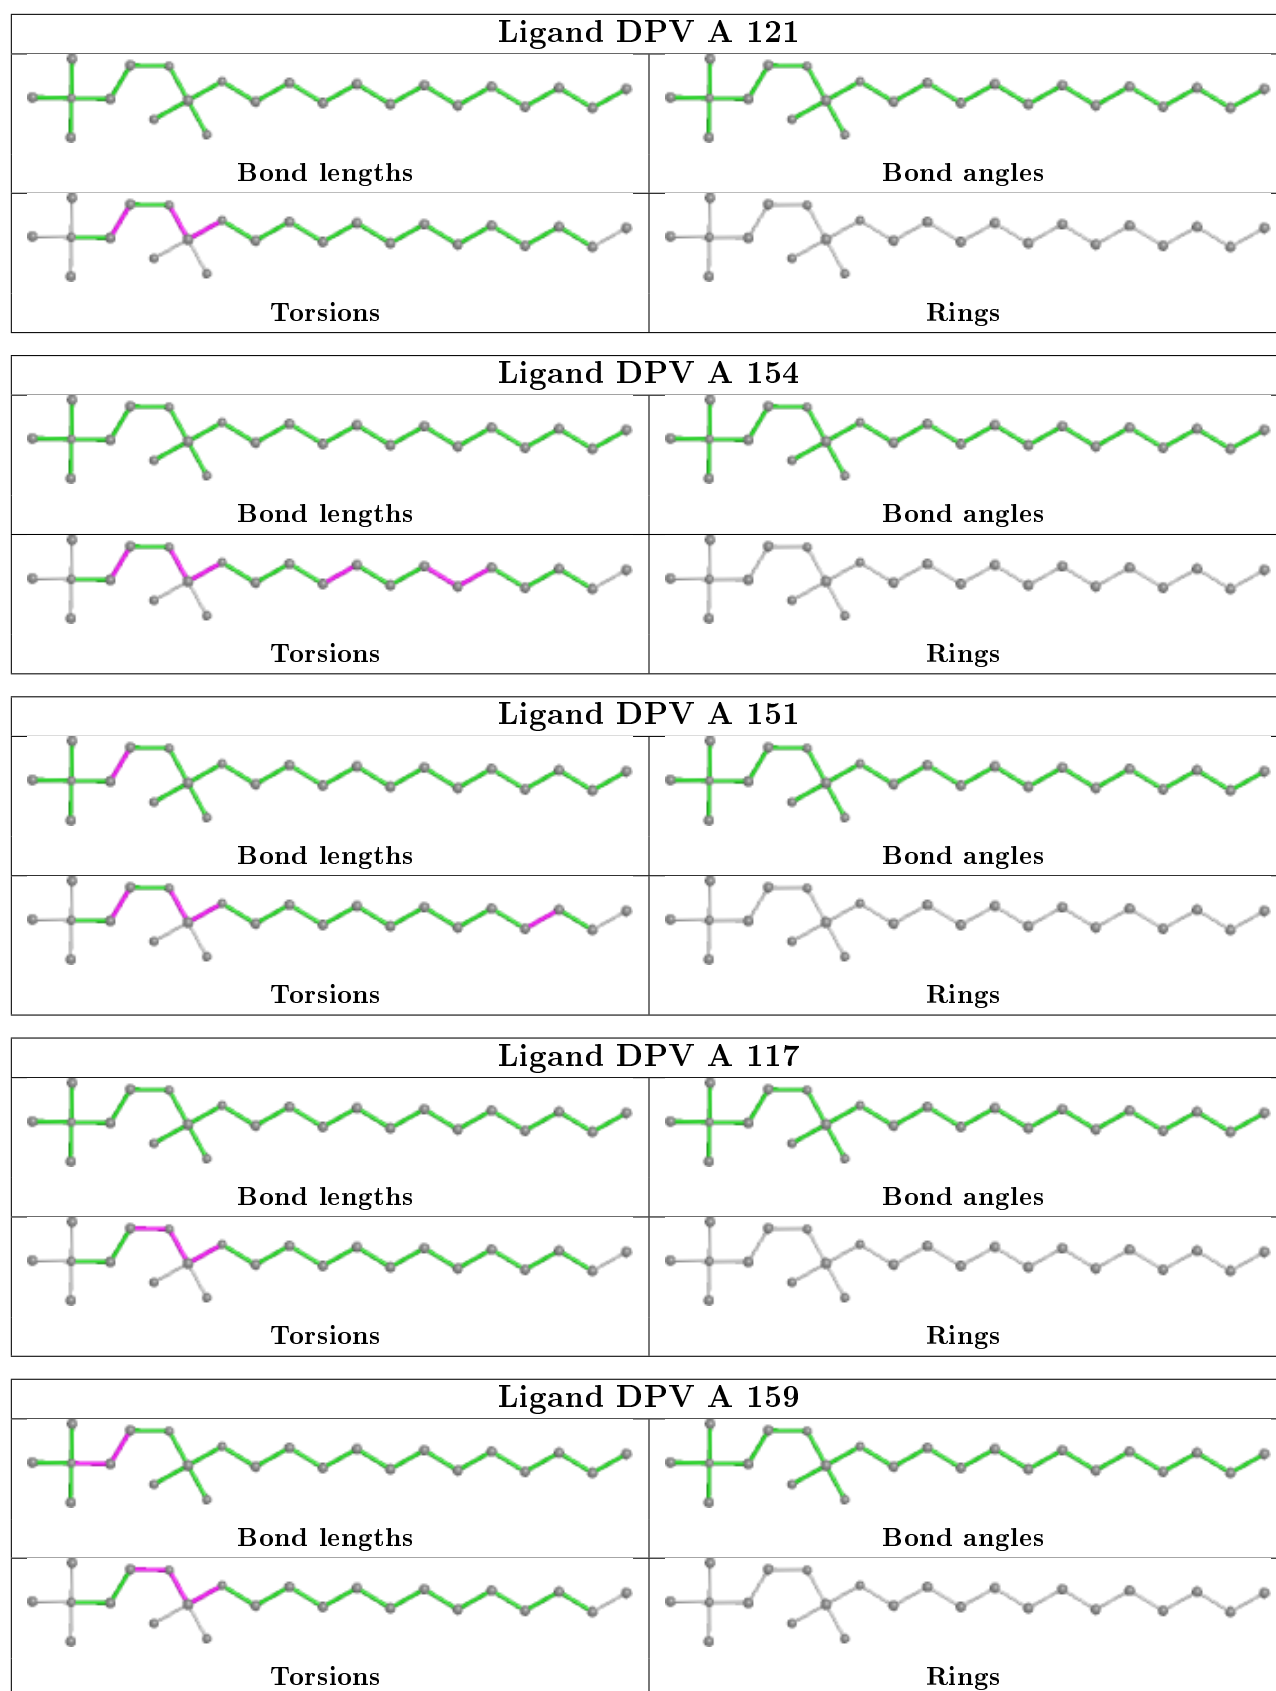 Ligand DPV A 121
Bond lengths
Bond angles
Torsions
Rings
Ligand DPV A 154
Bond lengths
Bond angles
Torsions
Rings
Ligand DPV A 151
Bond lengths
Bond angles
Torsions
Rings
Ligand DPV A 117
Bond lengths
Bond angles
Torsions
Rings
Ligand DPV A 159
Bond lengths
Bond angles
Torsions
Rings